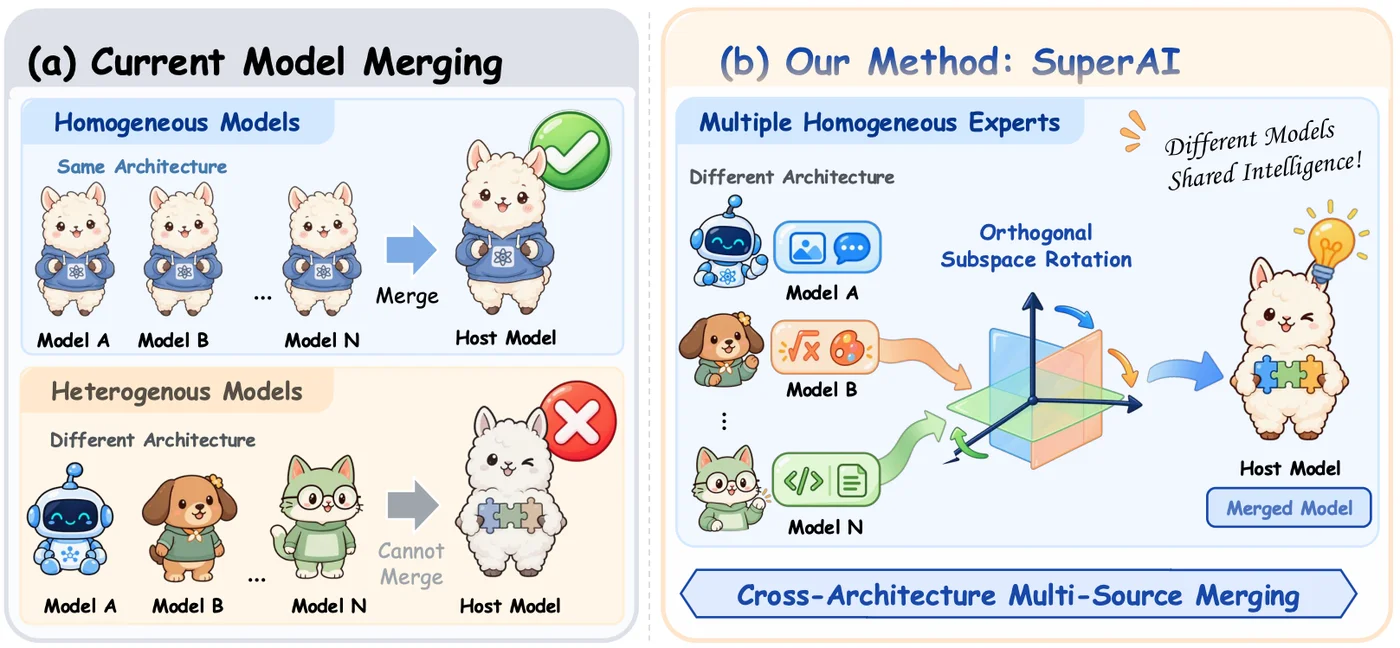 (a) Current Model Merging
Homogeneous Models
Same Architecture
Model A
Model B
...
Model N
Merge
Host Model
Heterogenous Models
Different Architecture
Model A
Model B
...
Model N
Cannot
Merge
Host Model
(b) Our Method: SuperAI
Multiple Homogeneous Experts
Different Models
Shared Intelligence!
Different Architecture
Model A
√x
Model B
⋮
</>
Model N
Orthogonal
Subspace Rotation
Host Model
Merged Model
Cross-Architecture Multi-Source Merging